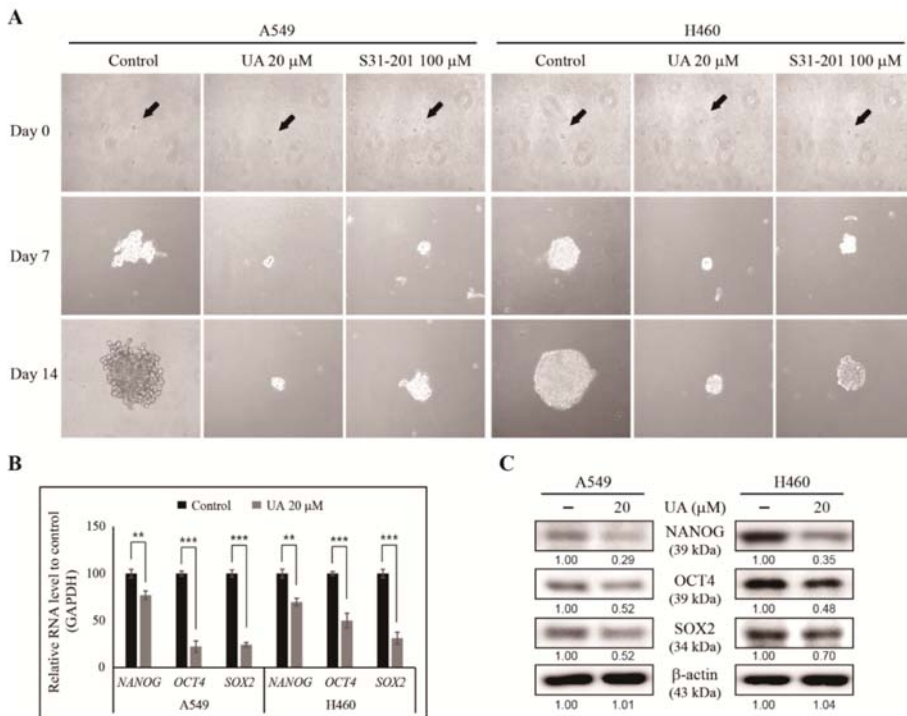 A
A549 H460
Control UA 20 μM S31-201 100 μM Control UA 20 μM S31-201 100 μM
Day 0
Day 7
Day 14
B
Control UA 20 μM
Relative RNA level to control
(GAPDH)
150
100
50
0
** *** *** ** *** ***
NANOG OCT4 SOX2 NANOG OCT4 SOX2
A549 H460
C
A549 H460
– 20 UA (μM) – 20
NANOG
(39 kDa)
1.00 0.29 1.00 0.35
OCT4
(39 kDa)
1.00 0.52 1.00 0.48
SOX2
(34 kDa)
1.00 0.52 1.00 0.70
β-actin
(43 kDa)
1.00 1.01 1.00 1.04